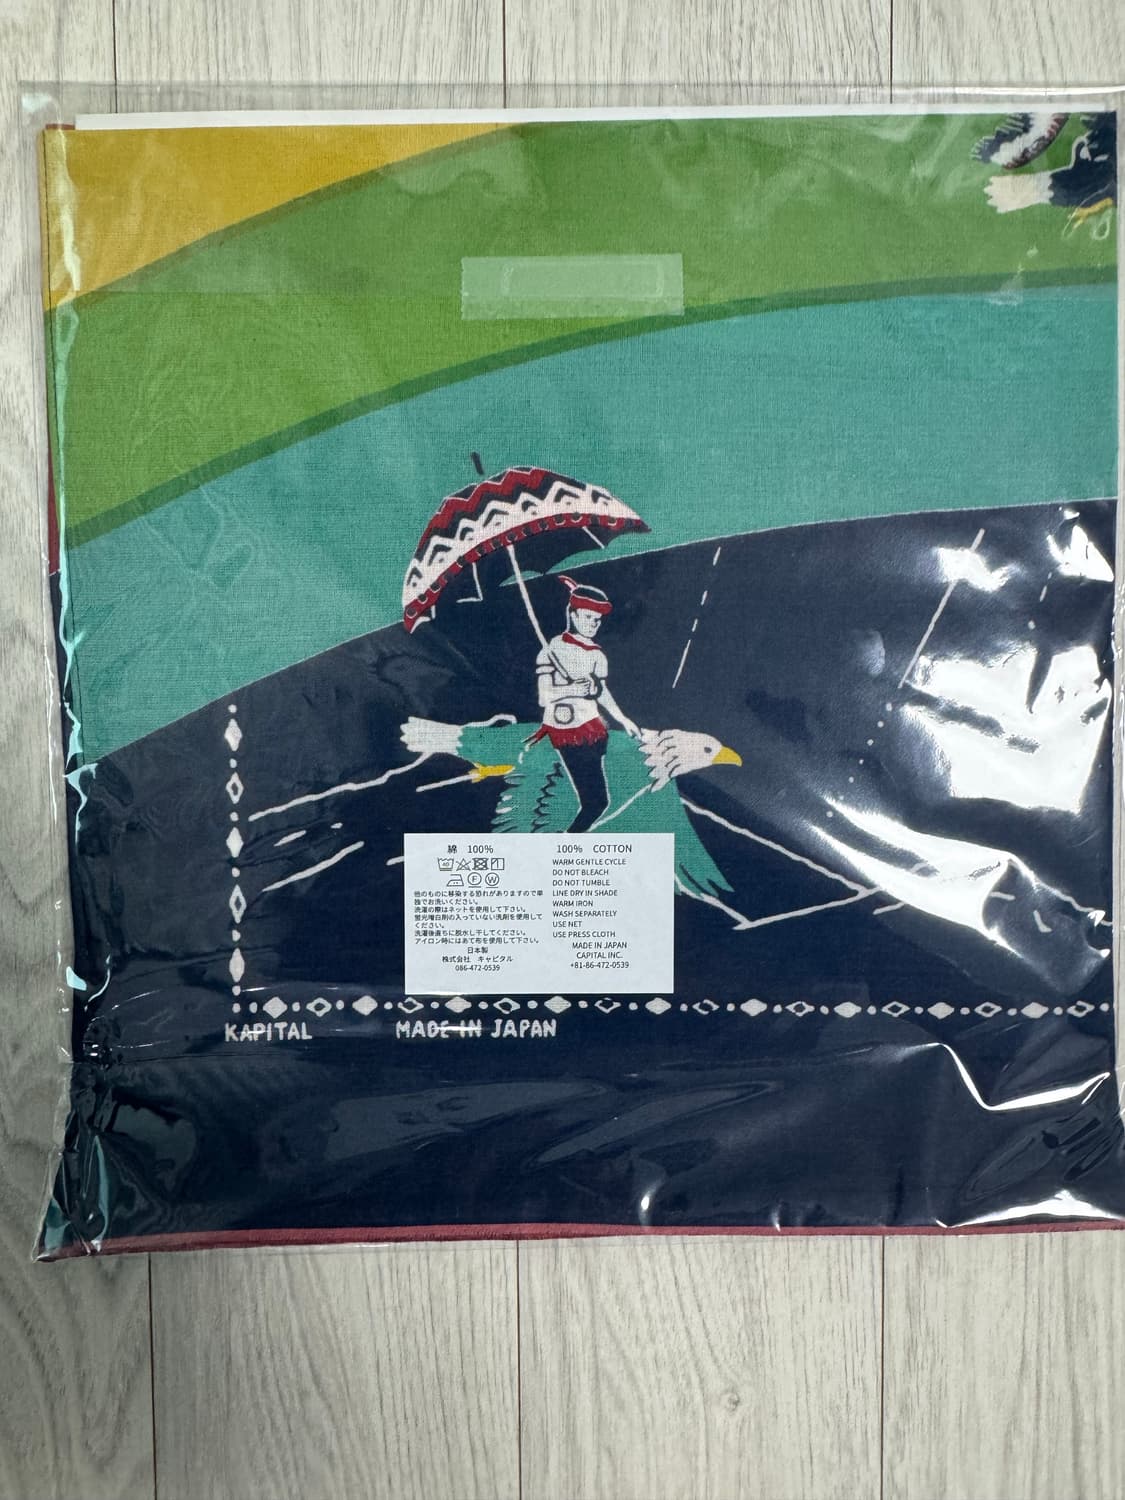 綿 100%
他のものに移染する恐れがありますので単
独でお洗いください。
洗濯の際はネットを使用して下さい。
蛍光増白剤の入っていない洗剤を使用して
ください。
洗濯後直ちに脱水し干してください。
アイロン時にはあて布を使用して下さい。
日本製
株式会社 キャピタル
086-472-0539
100% COTTON
WARM GENTLE CYCLE
DO NOT BLEACH
DO NOT TUMBLE
LINE DRY IN SHADE
WARM IRON
WASH SEPARATELY
USE NET
USE PRESS CLOTH
MADE IN JAPAN
CAPITAL INC.
+81-86-472-0539
KAPITAL MADE IN JAPAN